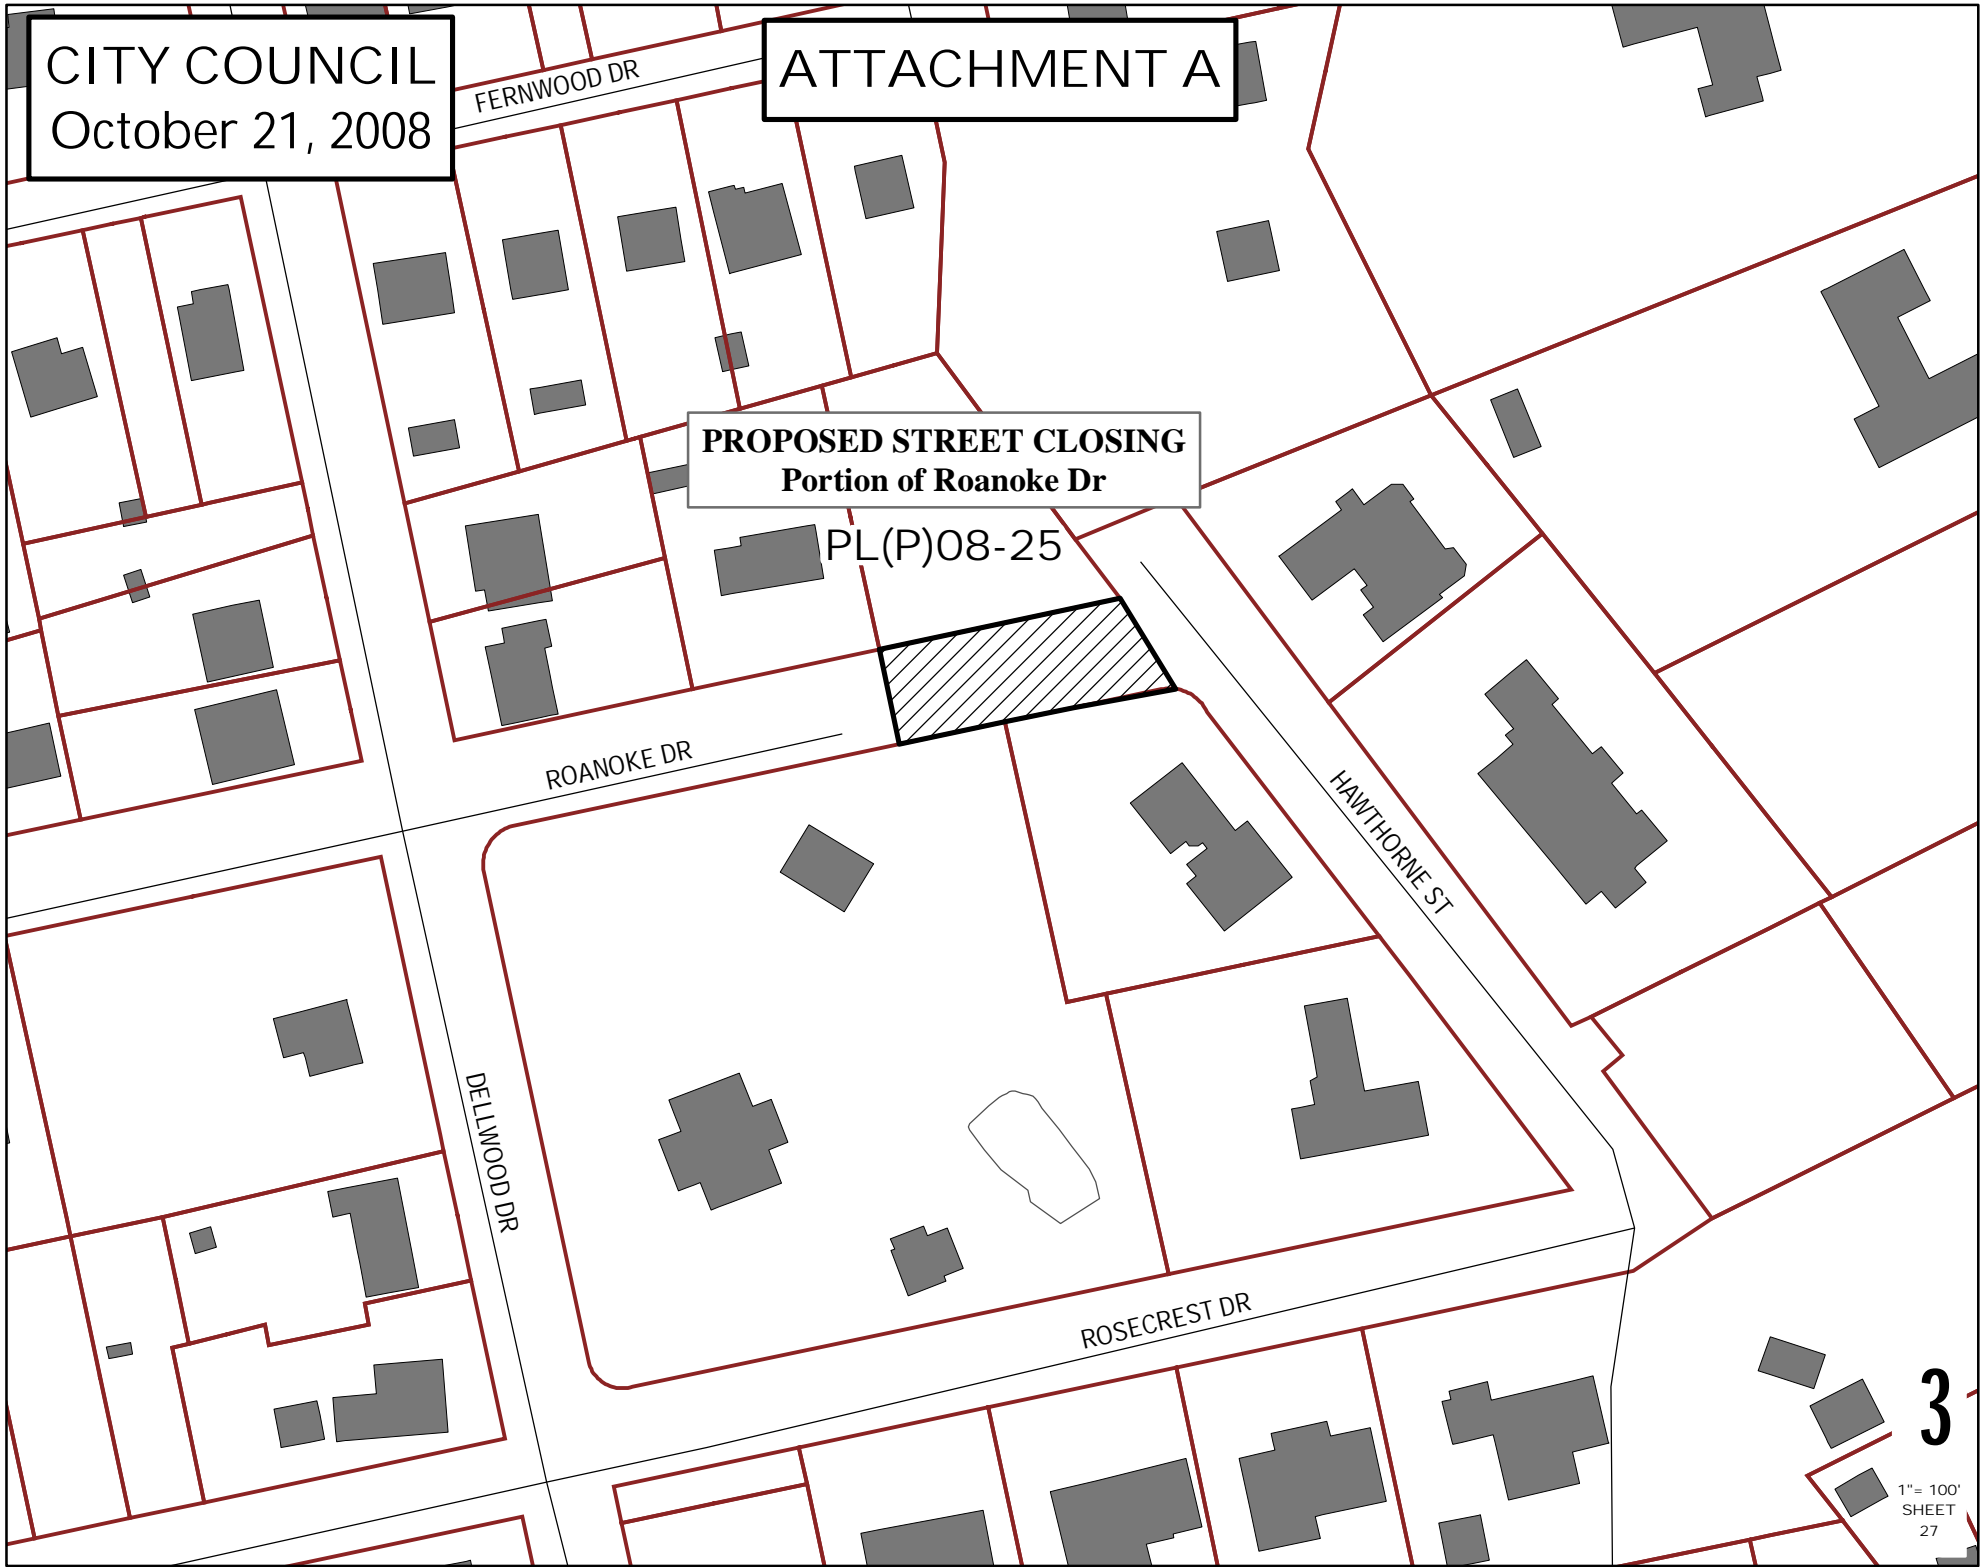 CITY COUNCIL
October 21, 2008
ATTACHMENT A
FERNWOOD DR
PROPOSED STREET CLOSING
Portion of Roanoke Dr
PL(P)08-25
ROANOKE DR
HAWTHORNE ST
DELLWOOD DR
ROSECREST DR
3
1"= 100'
SHEET
27